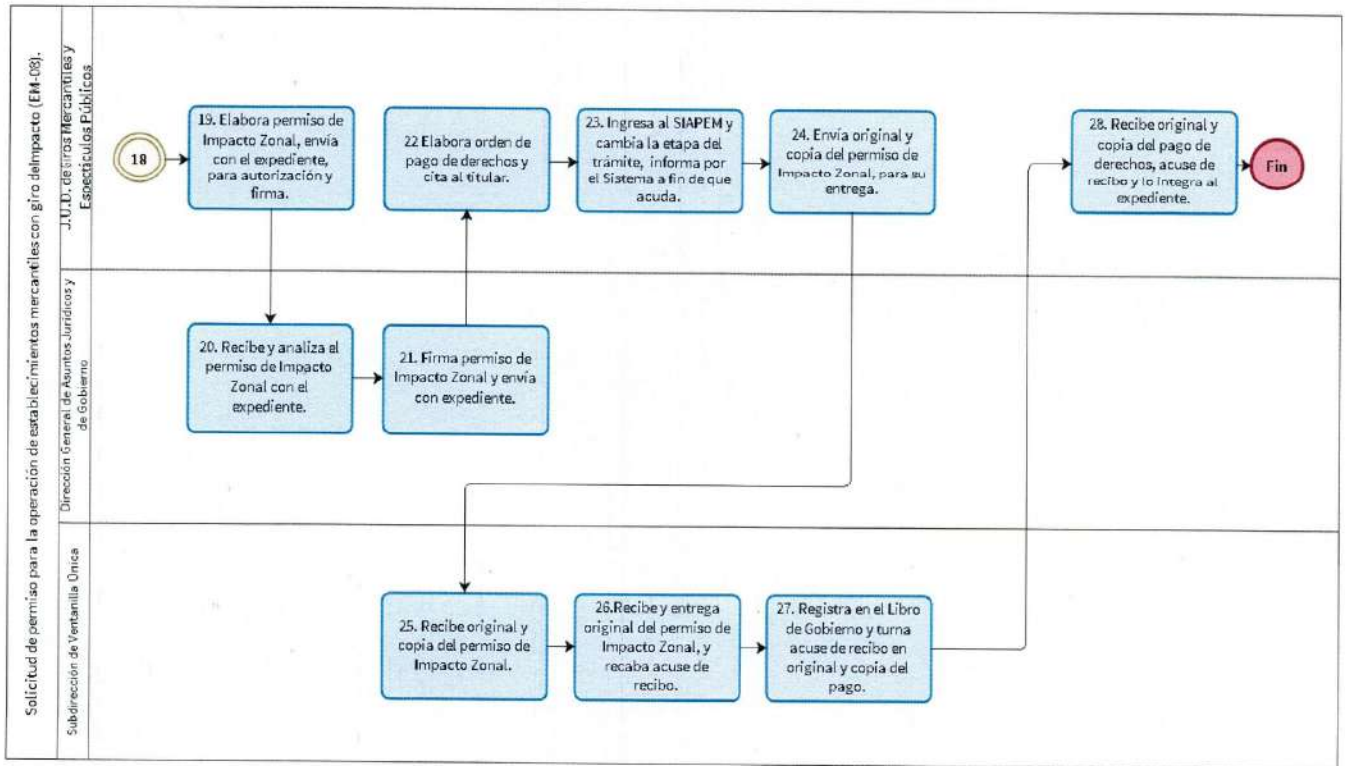 Solicitud de permiso para la operación de establecimientos mercantiles con giro deImpacto (EM-08).
J.U.D. de Giros Mercantiles y
Espectáculos Públicos
18
19. Elabora permiso de
Impacto Zonal, envía
con el expediente,
para autorización y
firma.
22 Elabora orden de
pago de derechos y
cita al titular.
23. Ingresa al SIAPEM y
cambia la etapa del
trámite, informa por
el Sistema a fin de que
acuda.
24. Envía original y
copia del permiso de
Impacto Zonal, para su
entrega.
28. Recibe original y
copia del pago de
derechos, acuse de
recibo y lo integra al
expediente.
Fin
Dirección General de Asuntos Jurídicos y
de Gobierno
20. Recibe y analiza el
permiso de Impacto
Zonal con el
expediente.
21. Firma permiso de
Impacto Zonal y envía
con expediente.
Subdirección de Ventanilla Única
25. Recibe original y
copia del permiso de
Impacto Zonal.
26.Recibe y entrega
original del permiso de
Impacto Zonal, y
recaba acuse de
recibo.
27. Registra en el Libro
de Gobierno y turna
acuse de recibo en
original y copia del
pago.